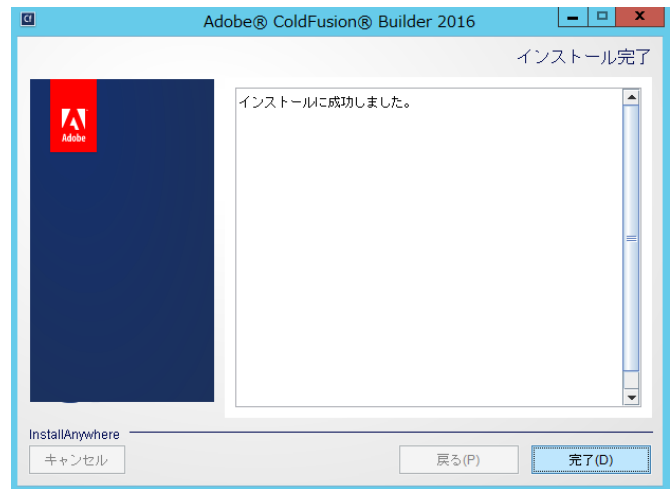 Cf
Adobe® ColdFusion® Builder 2016
インストール完了
Adobe
インストールに成功しました。
InstallAnywhere
キャンセル
戻る(P)
完了(D)